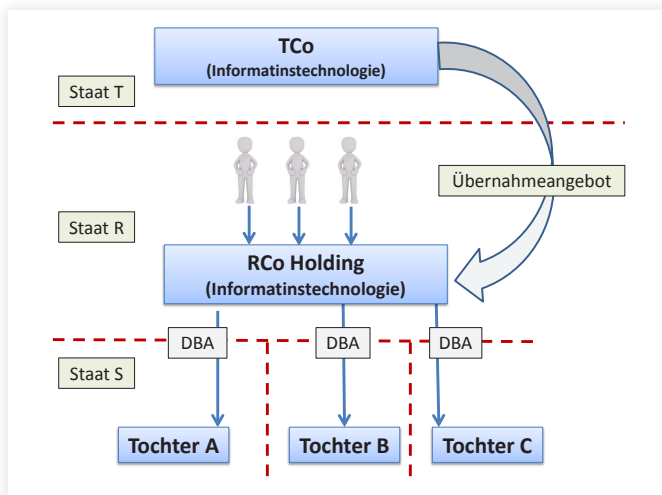 TCo
(Informatinstechnologie)
Staat T
Übernahmeangebot
Staat R
RCo Holding
(Informatinstechnologie)
DBA
DBA
DBA
Staat S
Tochter A
Tochter B
Tochter C